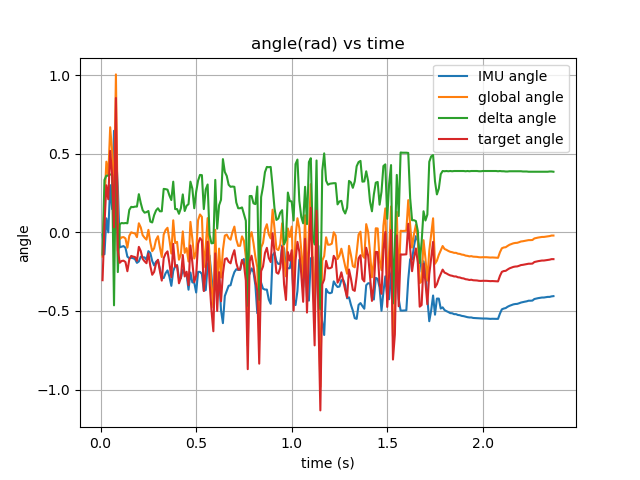 angle(rad) vs time
IMU angle
global angle
delta angle
target angle
1.0
0.5
0.0
−0.5
−1.0
angle
0.0 0.5 1.0 1.5 2.0
time (s)